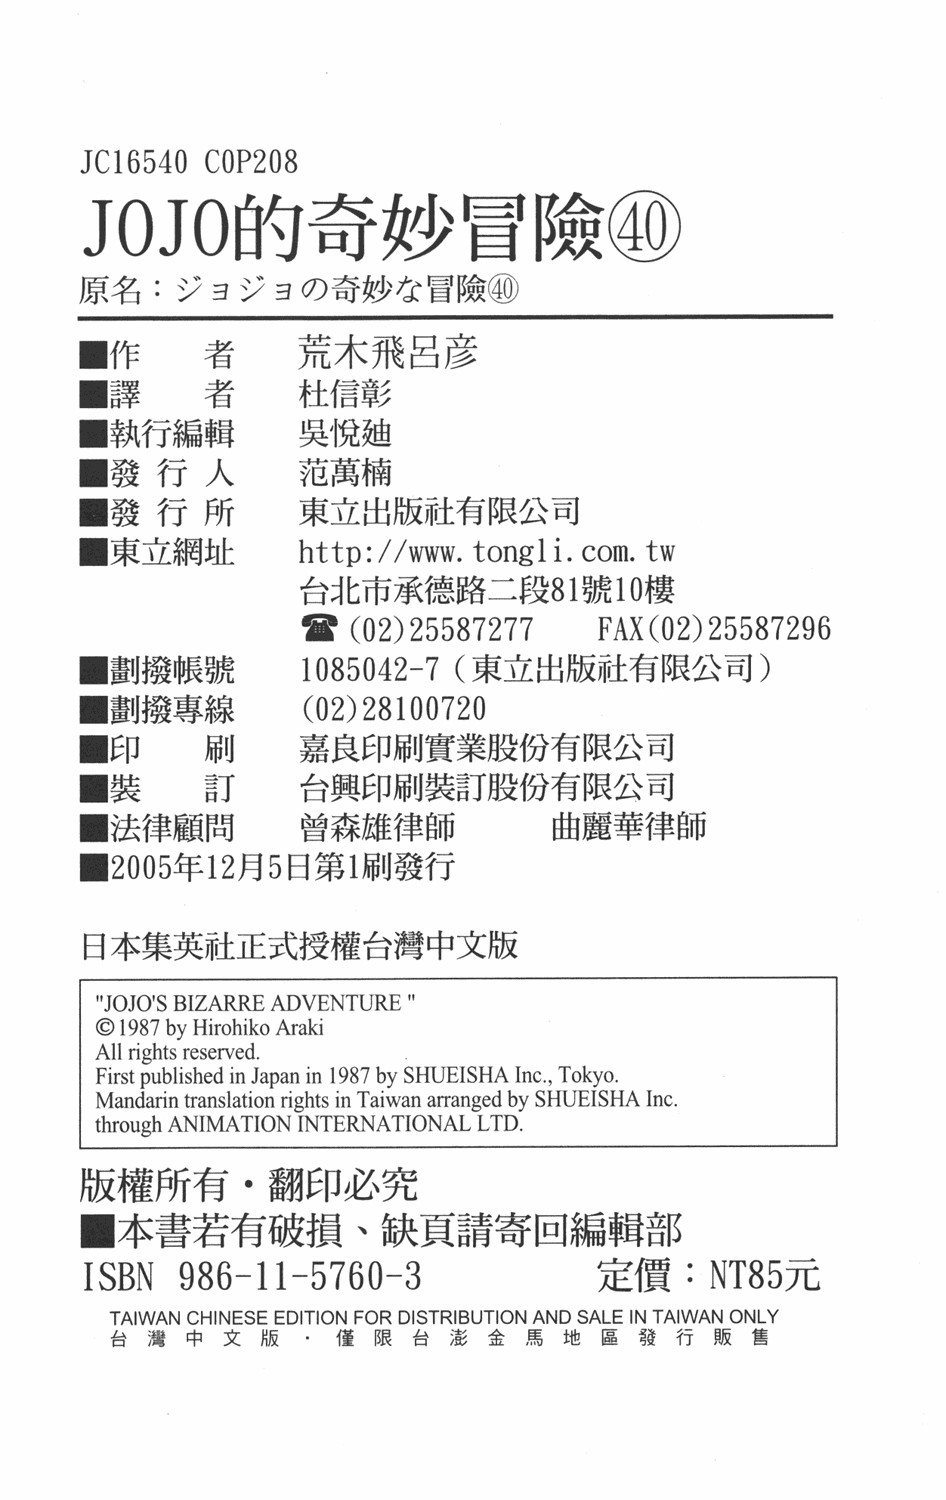 JC16540 COP208
JOJO的奇妙冒險㊵
原名：ジョジョの奇妙な冒險㊵
■作者 荒木飛呂彦
■譯者 杜信彰
■執行編輯 吳悅廸
■發行人 范萬楠
■發行所 東立出版社有限公司
■東立網址 http://www.tongli.com.tw
台北市承德路二段81號10樓
☎(02)25587277 FAX(02)25587296
■劃撥帳號 1085042-7（東立出版社有限公司）
■劃撥專線 (02)28100720
■印刷 嘉良印刷實業股份有限公司
■裝訂 台興印刷裝訂股份有限公司
■法律顧問 曾森雄律師 曲麗華律師
■2005年12月5日第1刷發行
日本集英社正式授權台灣中文版
"JOJO'S BIZARRE ADVENTURE "
©1987 by Hirohiko Araki
All rights reserved.
First published in Japan in 1987 by SHUEISHA Inc., Tokyo.
Mandarin translation rights in Taiwan arranged by SHUEISHA Inc.
through ANIMATION INTERNATIONAL LTD.
版權所有・翻印必究
■本書若有破損、缺頁請寄回編輯部
ISBN 986-11-5760-3 定價：NT85元
TAIWAN CHINESE EDITION FOR DISTRIBUTION AND SALE IN TAIWAN ONLY
台灣中文版・僅限台澎金馬地區發行販售